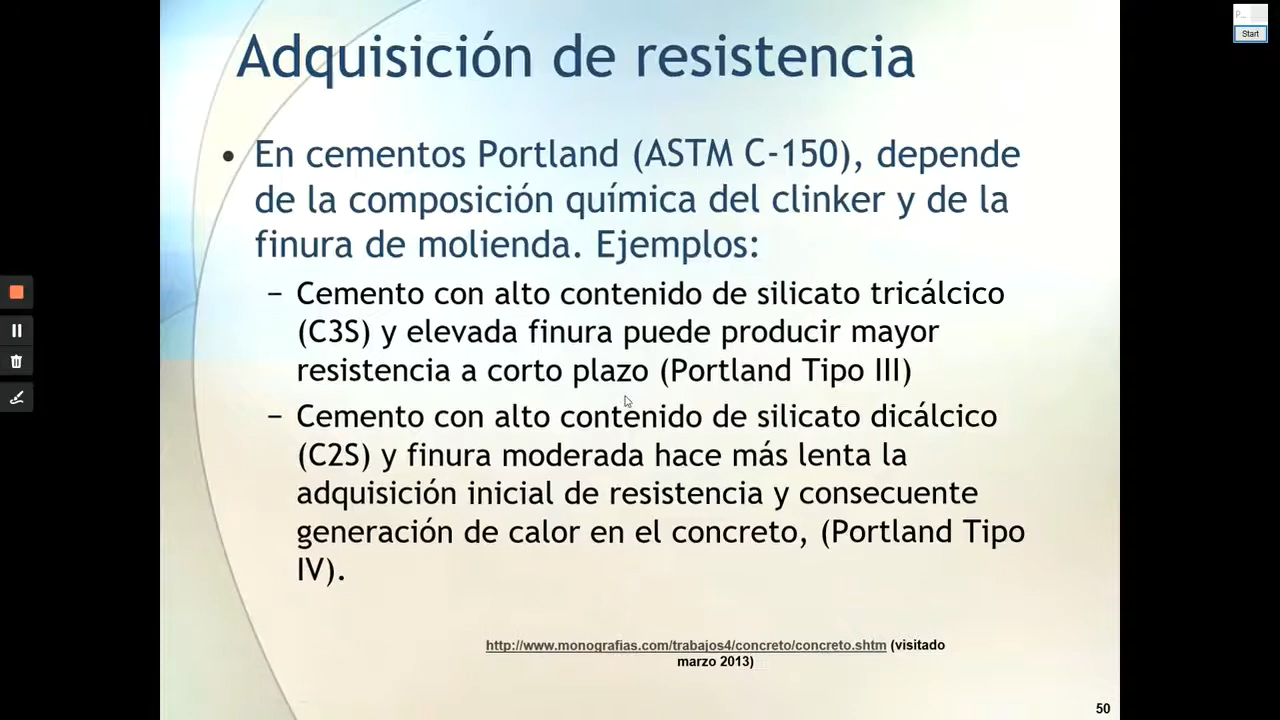 Adquisición de resistencia
• En cementos Portland (ASTM C-150), depende
de la composición química del clinker y de la
finura de molienda. Ejemplos:
– Cemento con alto contenido de silicato tricálcico
(C3S) y elevada finura puede producir mayor
resistencia a corto plazo (Portland Tipo III)
– Cemento con alto contenido de silicato dicálcico
(C2S) y finura moderada hace más lenta la
adquisición inicial de resistencia y consecuente
generación de calor en el concreto, (Portland Tipo
IV).
http://www.monografias.com/trabajos4/concreto/concreto.shtm (visitado
marzo 2013)
50
P...
Start